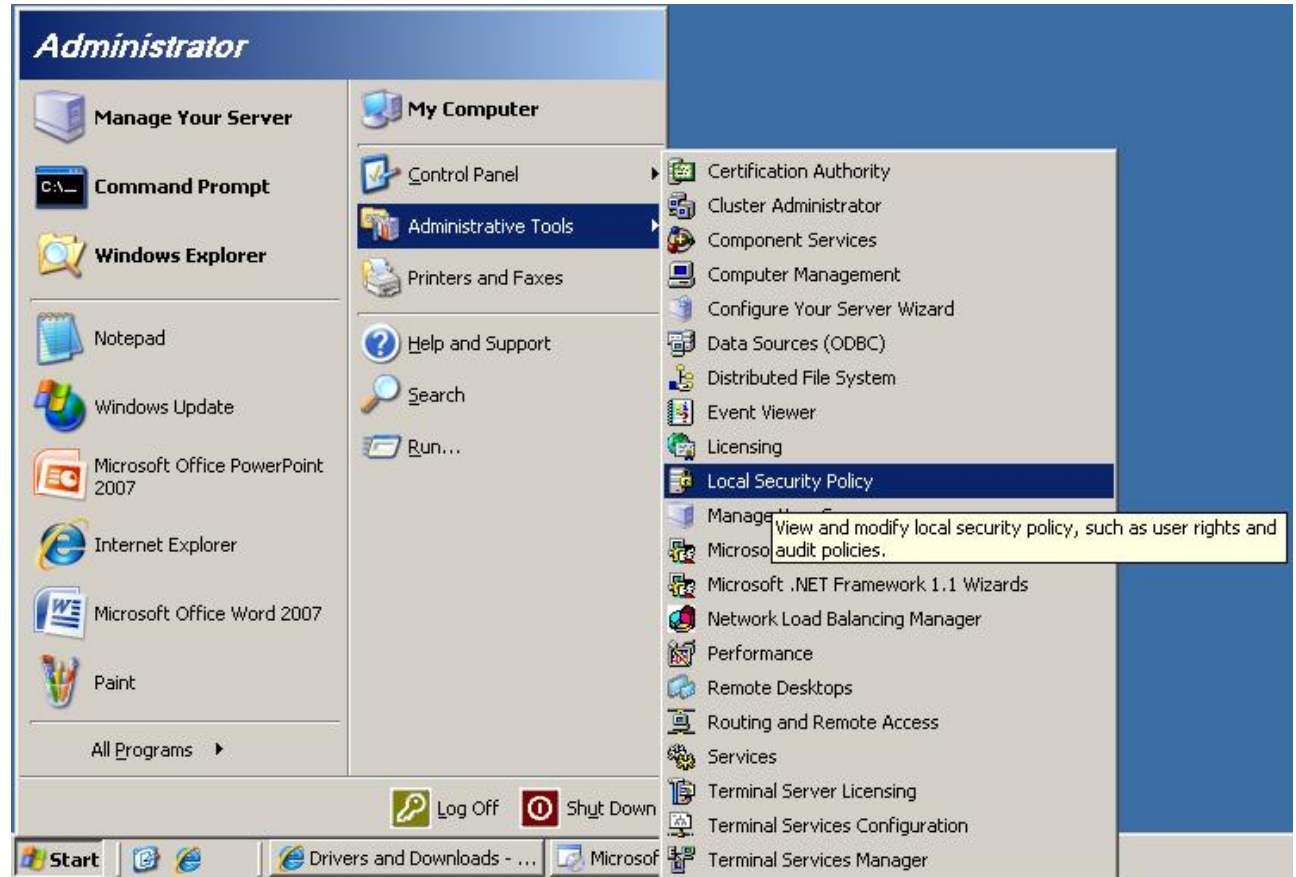 Administrator
Manage Your Server
Command Prompt
Windows Explorer
Notepad
Windows Update
Microsoft Office PowerPoint
2007
Internet Explorer
Microsoft Office Word 2007
Paint
All Programs
My Computer
Control Panel
Administrative Tools
Printers and Faxes
Help and Support
Search
Run...
Certification Authority
Cluster Administrator
Component Services
Computer Management
Configure Your Server Wizard
Data Sources (ODBC)
Distributed File System
Event Viewer
Licensing
Local Security Policy
Manage
View and modify local security policy, such as user rights and
audit policies.
Microso
Microsoft .NET Framework 1.1 Wizards
Network Load Balancing Manager
Performance
Remote Desktops
Routing and Remote Access
Services
Terminal Server Licensing
Terminal Services Configuration
Terminal Services Manager
Log Off
Shut Down
Start
Drivers and Downloads - ...
Microsof
C:\_